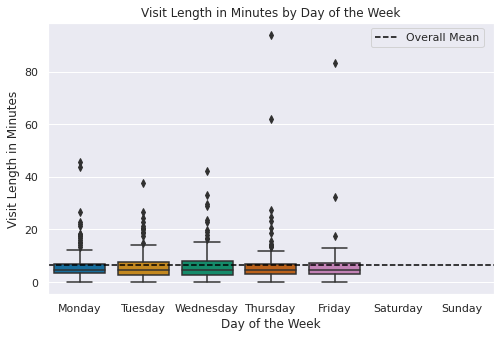 Visit Length in Minutes by Day of the Week
Overall Mean
Visit Length in Minutes
80
60
40
20
0
Monday Tuesday Wednesday Thursday Friday Saturday Sunday
Day of the Week